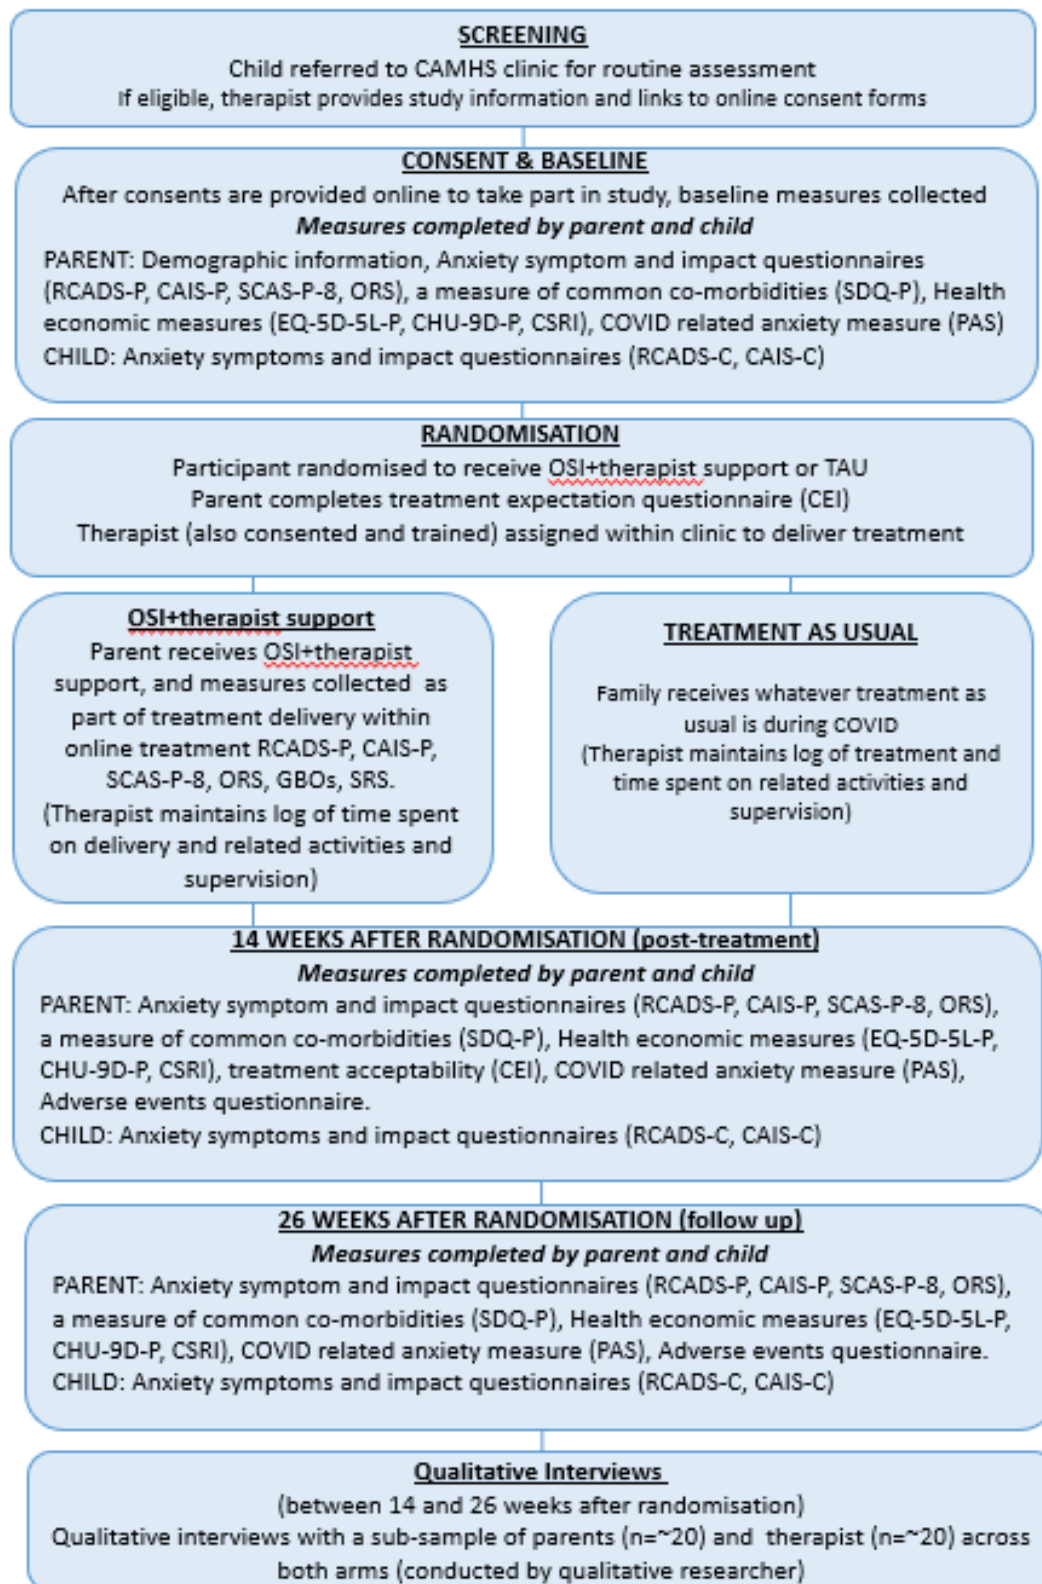 SCREENING
Child referred to CAMHS clinic for routine assessment
If eligible, therapist provides study information and links to online consent forms
CONSENT & BASELINE
After consents are provided online to take part in study, baseline measures collected
Measures completed by parent and child
PARENT: Demographic information, Anxiety symptom and impact questionnaires
(RCADS-P, CAIS-P, SCAS-P-8, ORS), a measure of common co-morbidities (SDQ-P), Health
economic measures (EQ-5D-5L-P, CHU-9D-P, CSRI), COVID related anxiety measure (PAS)
CHILD: Anxiety symptoms and impact questionnaires (RCADS-C, CAIS-C)
RANDOMISATION
Participant randomised to receive OSI+therapist support or TAU
Parent completes treatment expectation questionnaire (CEI)
Therapist (also consented and trained) assigned within clinic to deliver treatment
OSI+therapist support
Parent receives OSI+therapist
support, and measures collected as
part of treatment delivery within
online treatment RCADS-P, CAIS-P,
SCAS-P-8, ORS, GBOs, SRS.
(Therapist maintains log of time spent
on delivery and related activities and
supervision)
TREATMENT AS USUAL
Family receives whatever treatment as
usual is during COVID
(Therapist maintains log of treatment and
time spent on related activities and
supervision)
14 WEEKS AFTER RANDOMISATION (post-treatment)
Measures completed by parent and child
PARENT: Anxiety symptom and impact questionnaires (RCADS-P, CAIS-P, SCAS-P-8, ORS),
a measure of common co-morbidities (SDQ-P), Health economic measures (EQ-5D-5L-P,
CHU-9D-P, CSRI), treatment acceptability (CEI), COVID related anxiety measure (PAS),
Adverse events questionnaire.
CHILD: Anxiety symptoms and impact questionnaires (RCADS-C, CAIS-C)
26 WEEKS AFTER RANDOMISATION (follow up)
Measures completed by parent and child
PARENT: Anxiety symptom and impact questionnaires (RCADS-P, CAIS-P, SCAS-P-8, ORS),
a measure of common co-morbidities (SDQ-P), Health economic measures (EQ-5D-5L-P,
CHU-9D-P, CSRI), COVID related anxiety measure (PAS), Adverse events questionnaire.
CHILD: Anxiety symptoms and impact questionnaires (RCADS-C, CAIS-C)
Qualitative Interviews
(between 14 and 26 weeks after randomisation)
Qualitative interviews with a sub-sample of parents (n=~20) and therapist (n=~20) across
both arms (conducted by qualitative researcher)